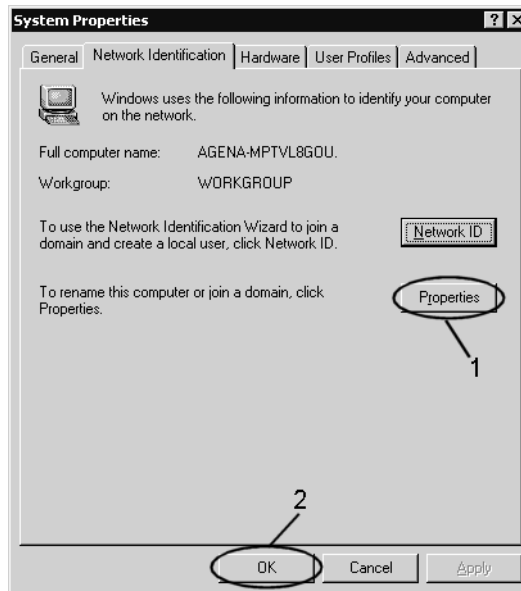 System Properties
General Network Identification Hardware User Profiles Advanced
Windows uses the following information to identify your computer
on the network.
Full computer name: AGENA-MPTVL8GOU.
Workgroup: WORKGROUP
To use the Network Identification Wizard to join a
domain and create a local user, click Network ID.
Network ID
To rename this computer or join a domain, click
Properties.
Properties
1
2
OK Cancel Apply